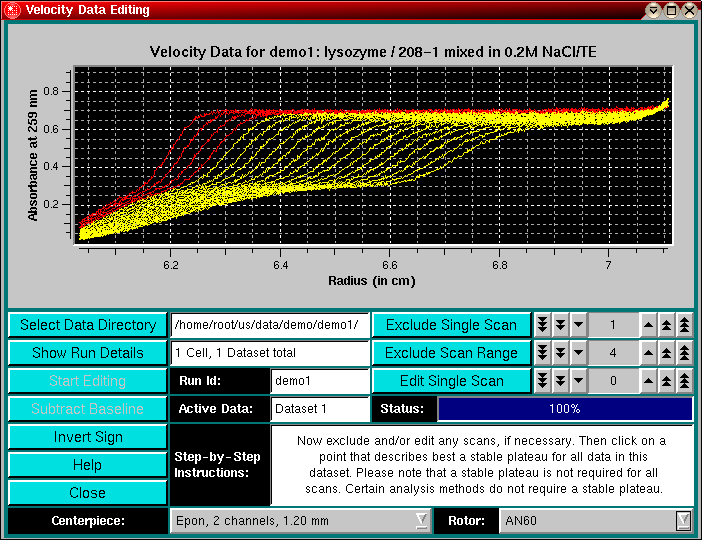 Velocity Data Editing
Velocity Data for demo1: lysozyme / 208-1 mixed in 0.2M NaCl/TE
Absorbance at 259 nm
0.8
0.6
0.4
0.2
6.2 6.4 6.6 6.8 7
Radius (in cm)
Select Data Directory /home/root/us/data/demo/demo1/ Exclude Single Scan 1
Show Run Details 1 Cell, 1 Dataset total Exclude Scan Range 4
Start Editing Run Id: demo1 Edit Single Scan 0
Subtract Baseline Active Data: Dataset 1 Status: 100%
Invert Sign
Help
Close
Step-by-Step
Instructions:
Now exclude and/or edit any scans, if necessary. Then click on a
point that describes best a stable plateau for all data in this
dataset. Please note that a stable plateau is not required for all
scans. Certain analysis methods do not require a stable plateau.
Centerpiece: Epon, 2 channels, 1.20 mm Rotor: AN60